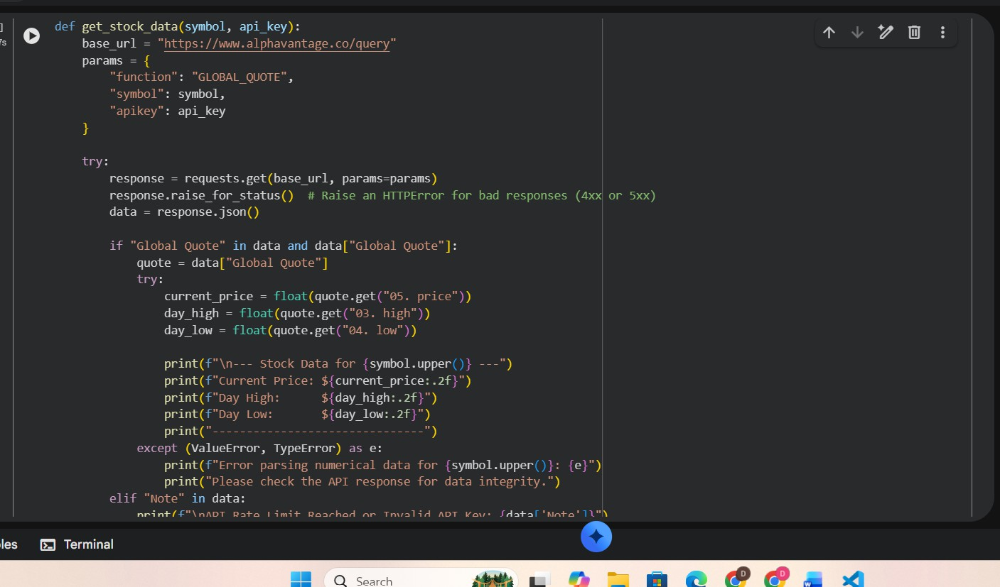 ]
7s
def get_stock_data(symbol, api_key):
    base_url = "https://www.alphavantage.co/query"
    params = {
        "function": "GLOBAL_QUOTE",
        "symbol": symbol,
        "apikey": api_key
    }

    try:
        response = requests.get(base_url, params=params)
        response.raise_for_status()  # Raise an HTTPError for bad responses (4xx or 5xx)
        data = response.json()

        if "Global Quote" in data and data["Global Quote"]:
            quote = data["Global Quote"]
            try:
                current_price = float(quote.get("05. price"))
                day_high = float(quote.get("03. high"))
                day_low = float(quote.get("04. low"))

                print(f"\n--- Stock Data for {symbol.upper()} ---")
                print(f"Current Price: ${current_price:.2f}")
                print(f"Day High:      ${day_high:.2f}")
                print(f"Day Low:       ${day_low:.2f}")
                print("-------------------------------")
            except (ValueError, TypeError) as e:
                print(f"Error parsing numerical data for {symbol.upper()}: {e}")
                print("Please check the API response for data integrity.")
        elif "Note" in data:
            print(f"\nAPI Rate Limit Reached or Invalid API Key: {data['Note']}")
les
Terminal
Search
D
D
W